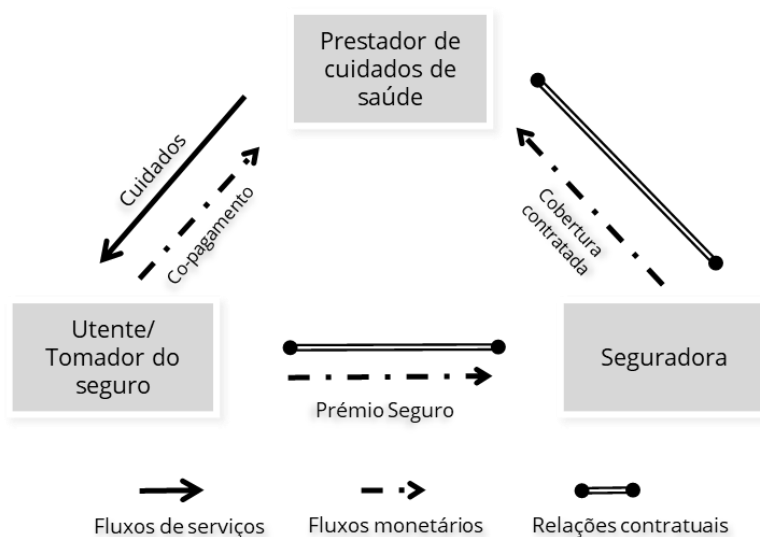 Prestador de
cuidados de
saúde
Cuidados
Co-pagamento
Cobertura
contratada
Utente/
Tomador do
seguro
Seguradora
Prémio Seguro
Fluxos de serviços
Fluxos monetários
Relações contratuais